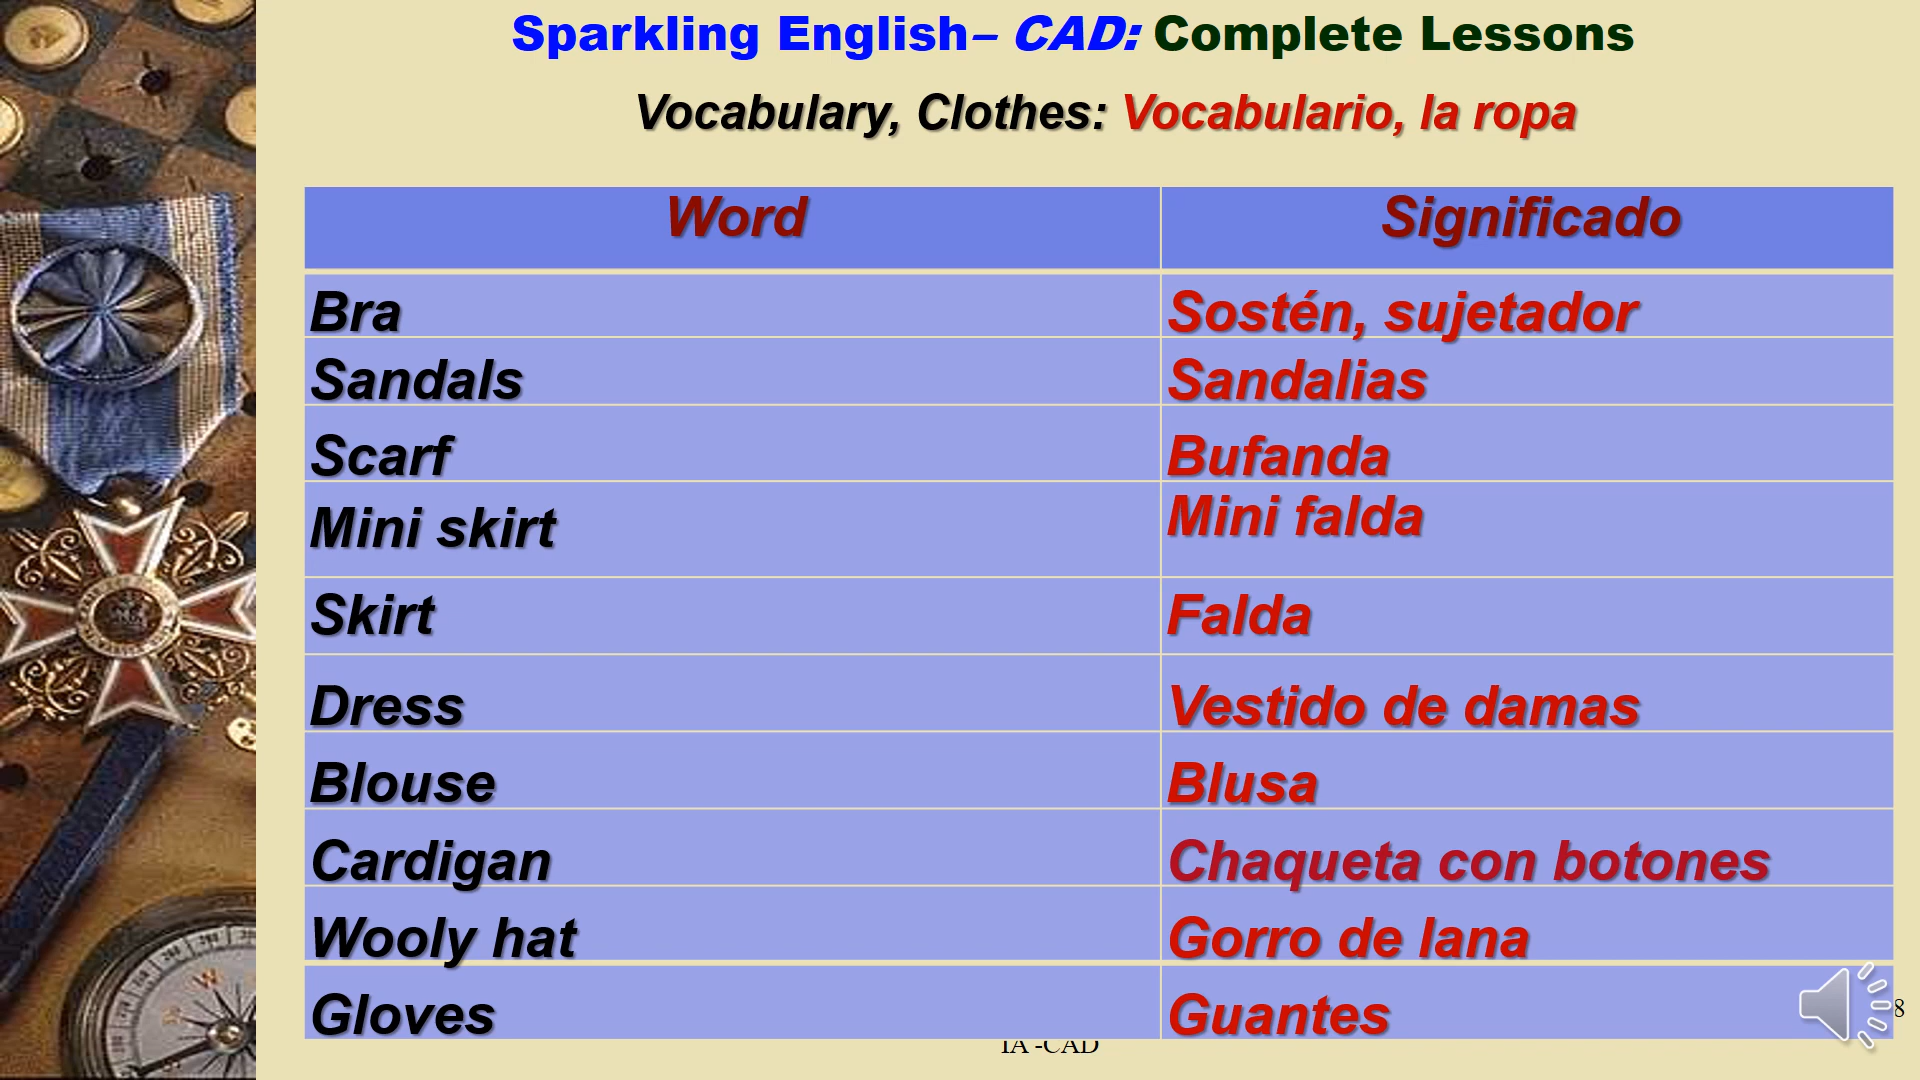 Sparkling English– CAD: Complete Lessons
Vocabulary, Clothes: Vocabulario, la ropa
Word Significado
Bra Sostén, sujetador
Sandals Sandalias
Scarf Bufanda
Mini skirt Mini falda
Skirt Falda
Dress Vestido de damas
Blouse Blusa
Cardigan Chaqueta con botones
Wooly hat Gorro de lana
Gloves Guantes
8
IA -CAD